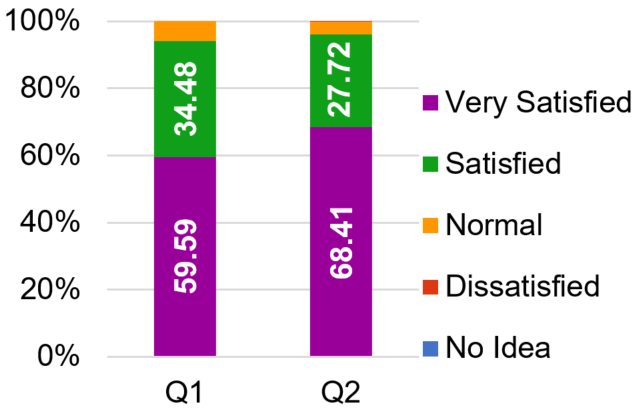 100%
80%
60%
40%
20%
0%
34.48
59.59
27.72
68.41
Q1
Q2
Very Satisfied
Satisfied
Normal
Dissatisfied
No Idea